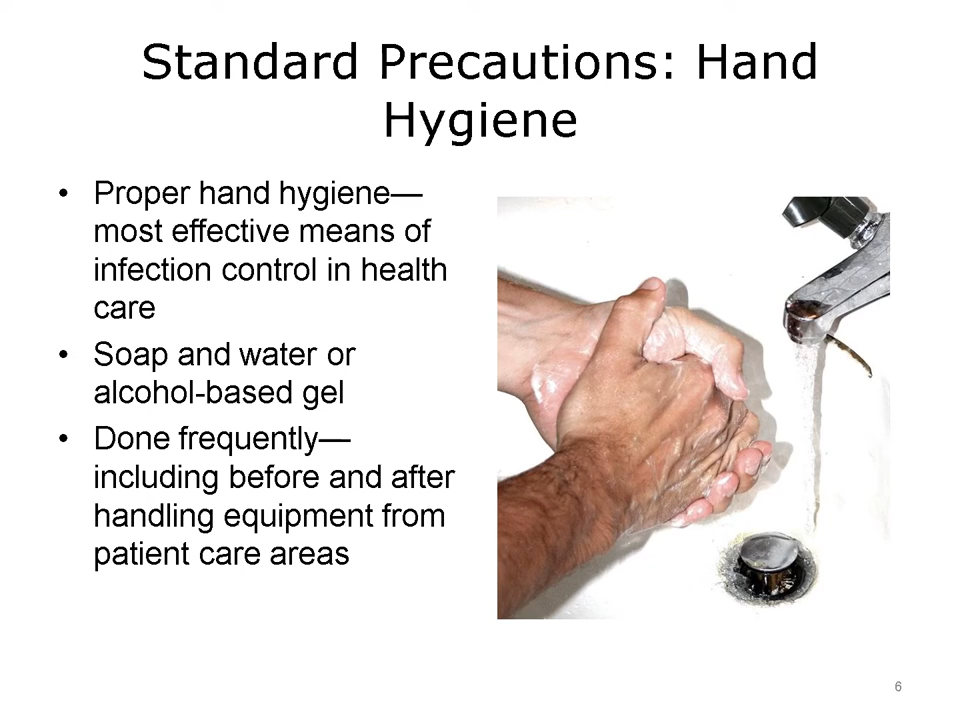 Standard Precautions: Hand
Hygiene
• Proper hand hygiene—
most effective means of
infection control in health
care
• Soap and water or
alcohol-based gel
• Done frequently—
including before and after
handling equipment from
patient care areas
6